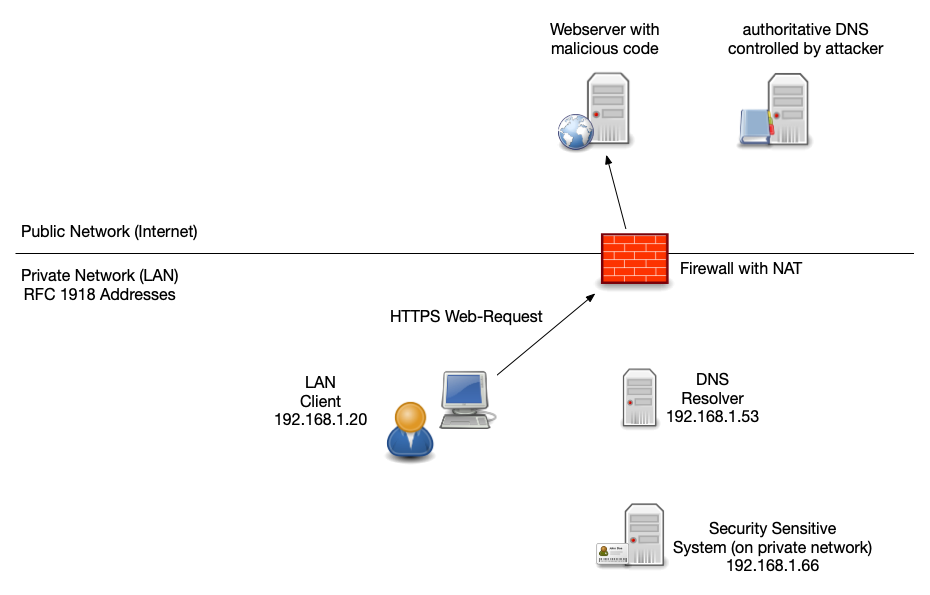 Webserver with
malicious code
authoritative DNS
controlled by attacker
Public Network (Internet)
Private Network (LAN)
RFC 1918 Addresses
Firewall with NAT
HTTPS Web-Request
LAN
Client
192.168.1.20
DNS
Resolver
192.168.1.53
Security Sensitive
System (on private network)
192.168.1.66